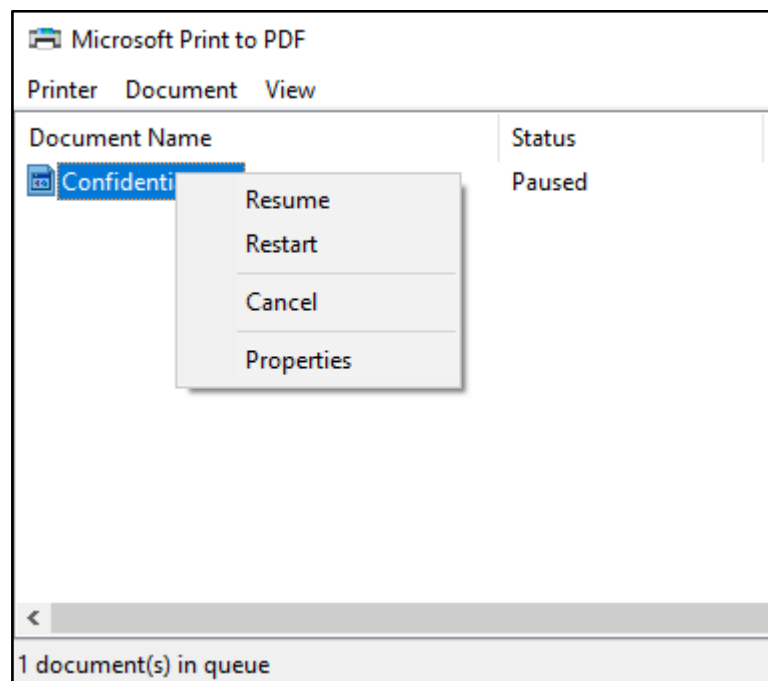 Microsoft Print to PDF
Printer Document View
Document Name Status
Confidenti Paused
Resume
Restart
Cancel
Properties
1 document(s) in queue